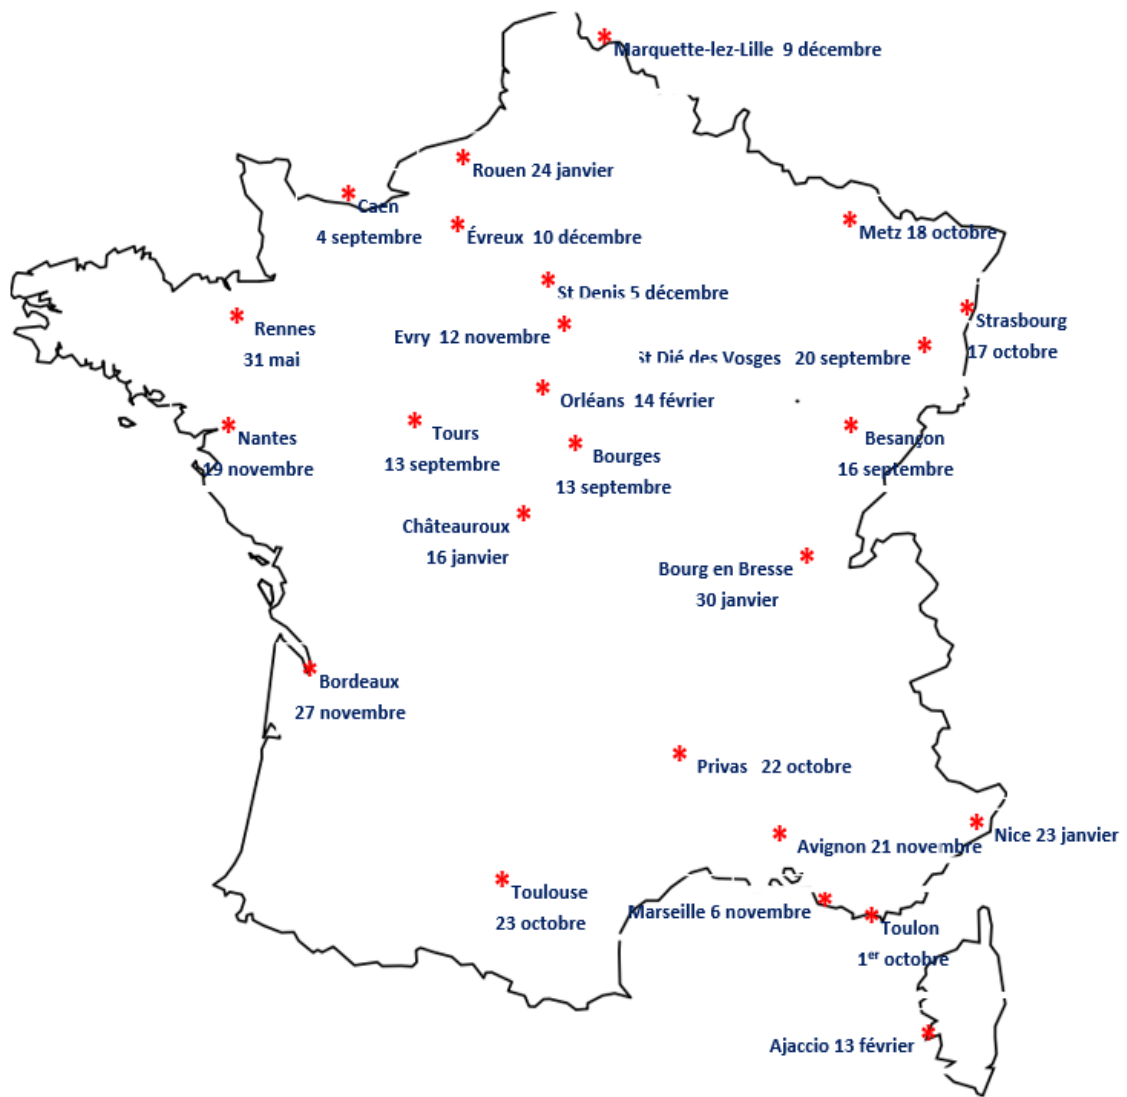 Marquette-lez-Lille 9 décembre
Rouen 24 janvier
Caen
4 septembre
Évreux 10 décembre
Metz 18 octobre
St Denis 5 décembre
Strasbourg
17 octobre
Rennes
31 mai
Evry 12 novembre
St Dié des Vosges 20 septembre
Orléans 14 février
Nantes
19 novembre
Tours
13 septembre
Bourges
13 septembre
Besançon
16 septembre
Châteauroux
16 janvier
Bourg en Bresse
30 janvier
Bordeaux
27 novembre
Privas 22 octobre
Nice 23 janvier
Avignon 21 novembre
Toulouse
23 octobre
Marseille 6 novembre
Toulon
1er octobre
Ajaccio 13 février